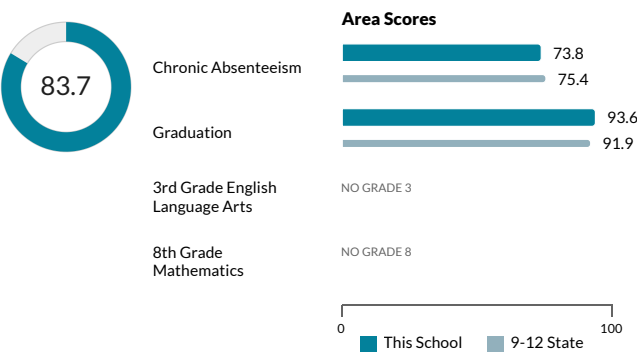 Area Scores
83.7
Chronic Absenteeism
73.8
75.4
Graduation
93.6
91.9
3rd Grade English
Language Arts
NO GRADE 3
8th Grade
Mathematics
NO GRADE 8
0
100
This School
9-12 State